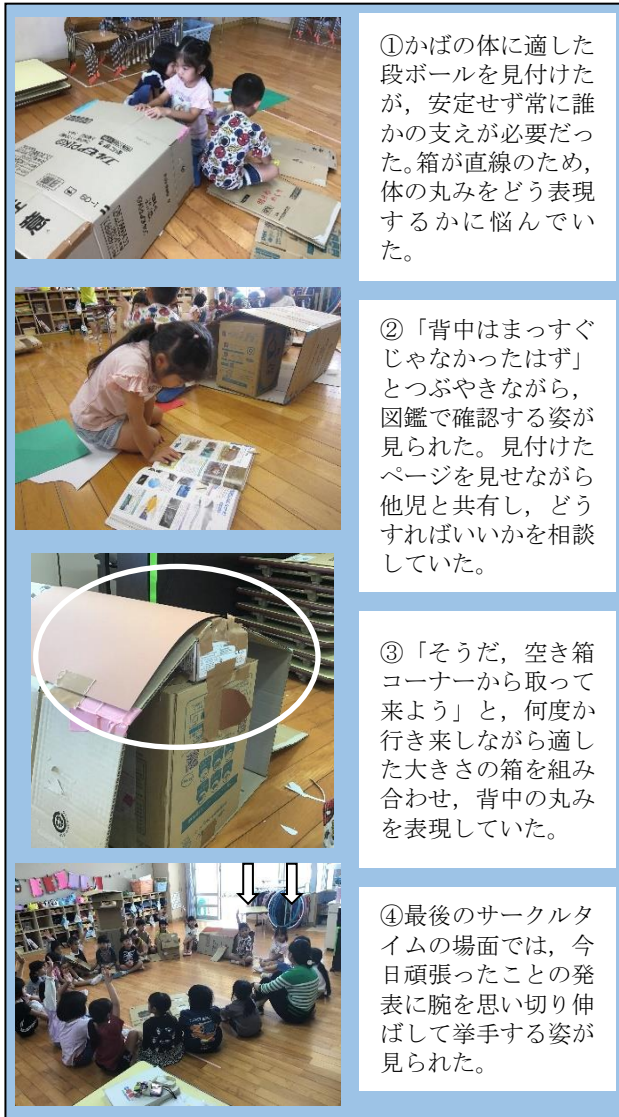 ①かばの体に適した
段ボールを見付けた
が，安定せず常に誰
かの支えが必要だっ
た。箱が直線のため，
体の丸みをどう表現
するかに悩んでい
た。
②「背中はまっすぐ
じゃなかったはず」
とつぶやきながら，
図鑑で確認する姿が
見られた。見付けた
ページを見せながら
他児と共有し，どう
すればいいかを相談
していた。
③「そうだ，空き箱
コーナーから取って
来よう」と，何度か
行き来しながら適し
た大きさの箱を組み
合わせ，背中の丸み
を表現していた。
④最後のサークルタ
イムの場面では，今
日頑張ったことの発
表に腕を思い切り伸
ばして挙手する姿が
見られた。